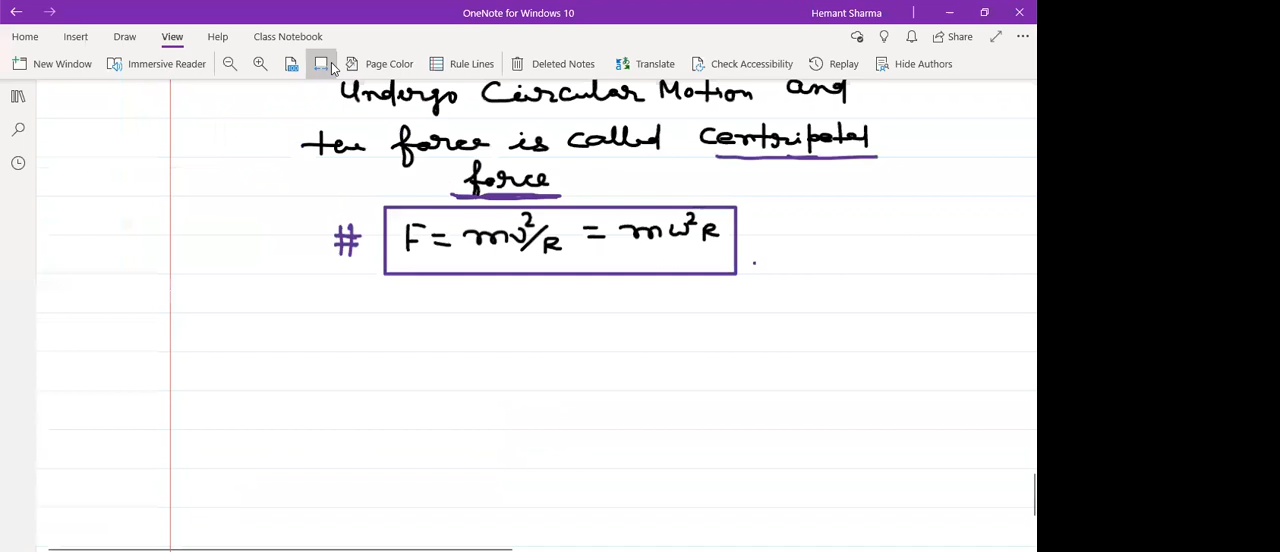 OneNote for Windows 10
Hemant Sharma
Home Insert Draw View Help Class Notebook
Share
New Window Immersive Reader Page Color Rule Lines Deleted Notes Translate Check Accessibility Replay Hide Authors
Undergo Circular Motion and
ten force is called centripetal
force
# F = mv²/R = mω²R .